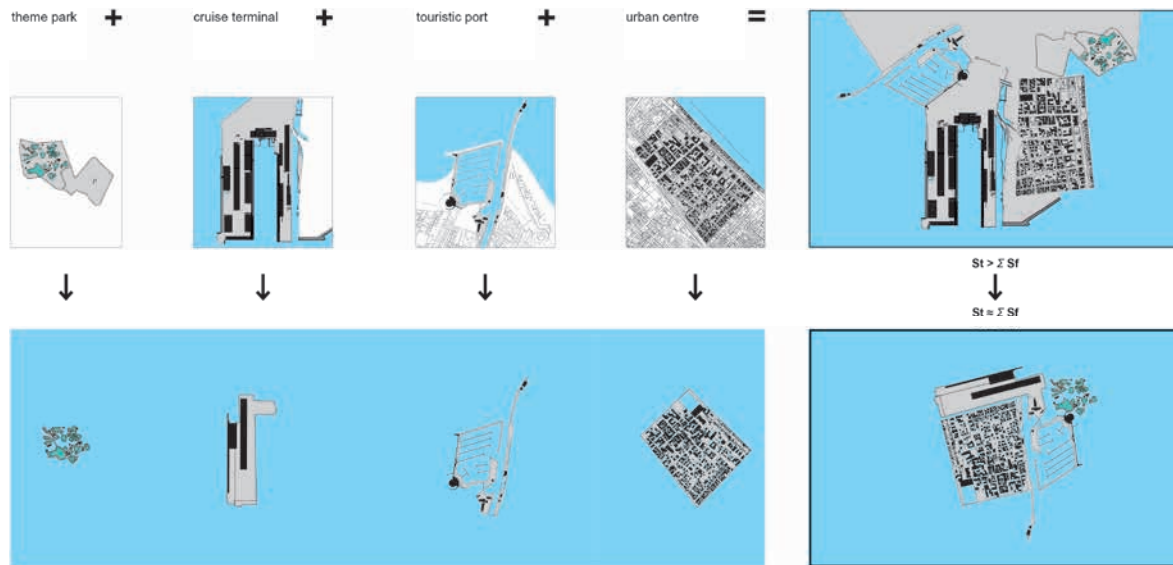 theme park + cruise terminal + touristic port + urban centre =
St > Σ Sf
St ≈ Σ Sf